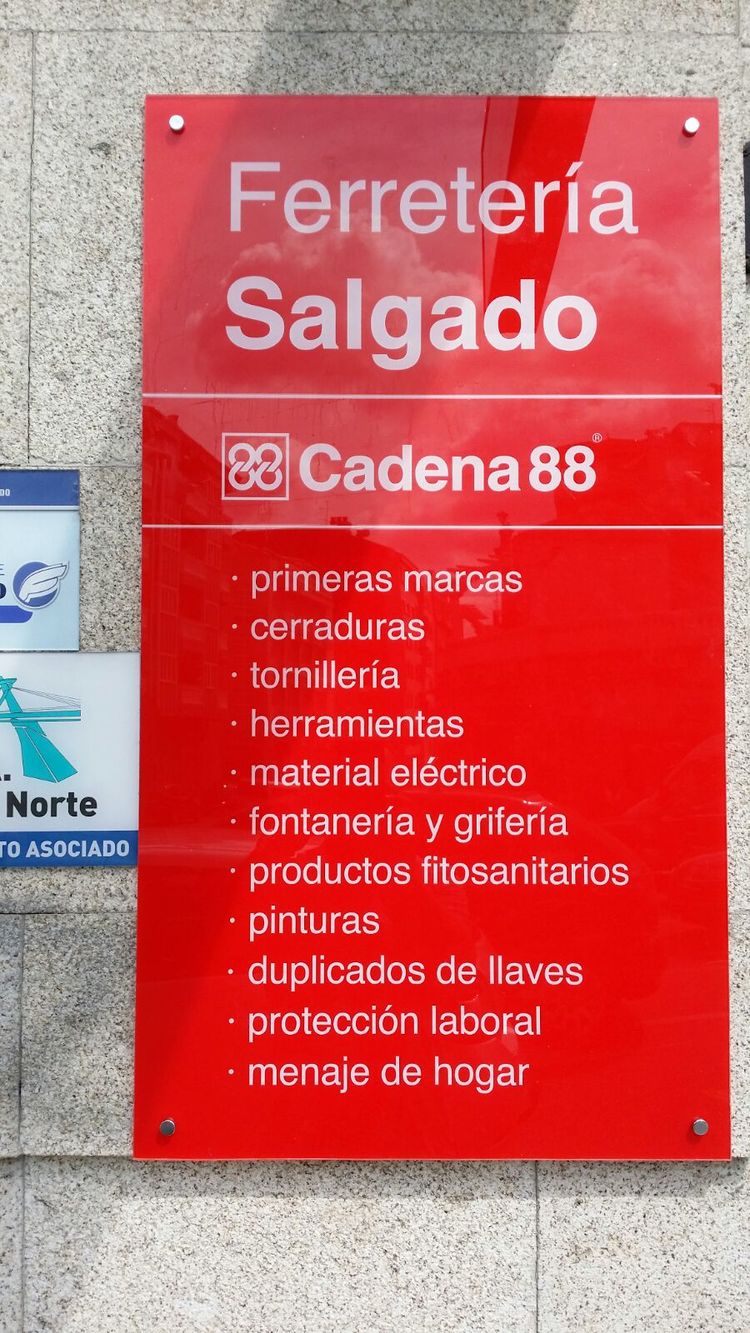 Ferretería
Salgado
88 Cadena88®
· primeras marcas
· cerraduras
· tornillería
· herramientas
· material eléctrico
· fontanería y grifería
· productos fitosanitarios
· pinturas
· duplicados de llaves
· protección laboral
· menaje de hogar
Norte
ASOCIADO